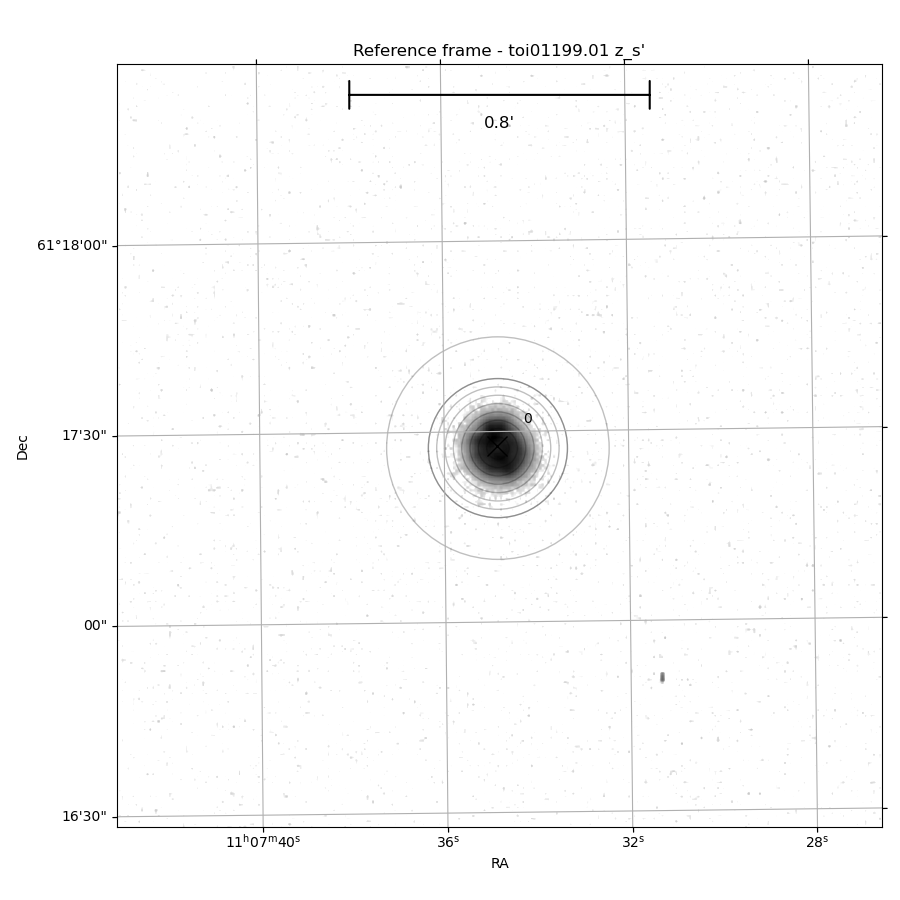 Reference frame - toi01199.01 z_s'
0.8'
61°18'00"
0
17'30"
Dec
00"
16'30"
11ʰ07ᵐ40ˢ 36ˢ 32ˢ 28ˢ
RA